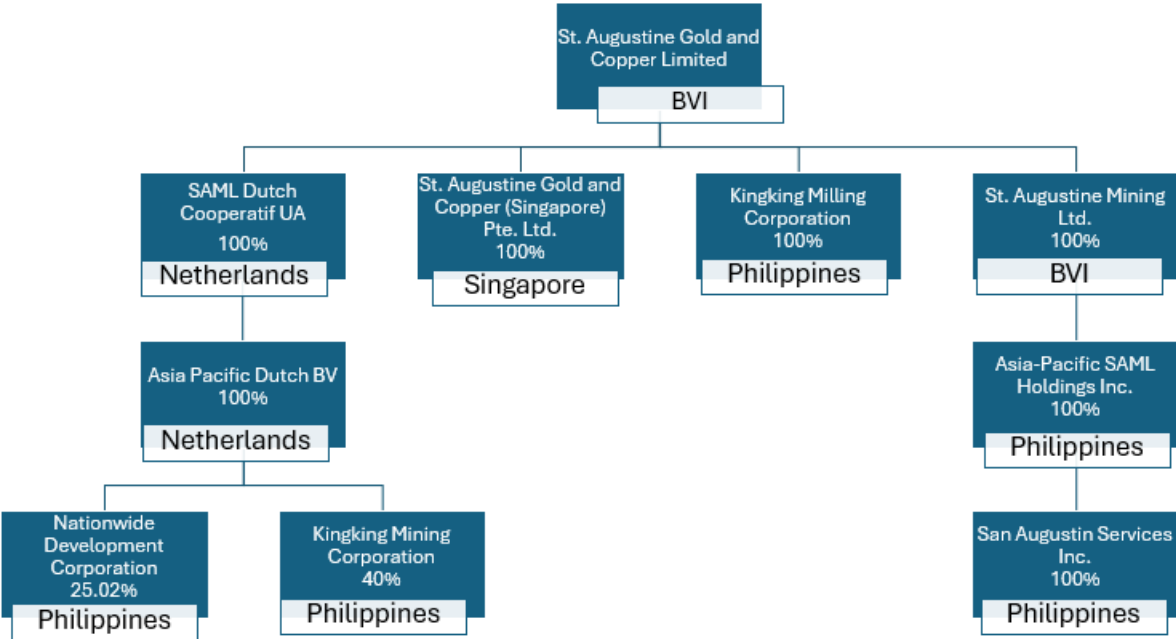 St. Augustine Gold and
Copper Limited
BVI
SAML Dutch
Cooperatif UA
100%
Netherlands
St. Augustine Gold and
Copper (Singapore)
Pte. Ltd.
100%
Singapore
Kingking Milling
Corporation
100%
Philippines
St. Augustine Mining
Ltd.
100%
BVI
Asia Pacific Dutch BV
100%
Netherlands
Asia-Pacific SAML
Holdings Inc.
100%
Philippines
Nationwide
Development
Corporation
25.02%
Philippines
Kingking Mining
Corporation
40%
Philippines
San Augustin Services
Inc.
100%
Philippines